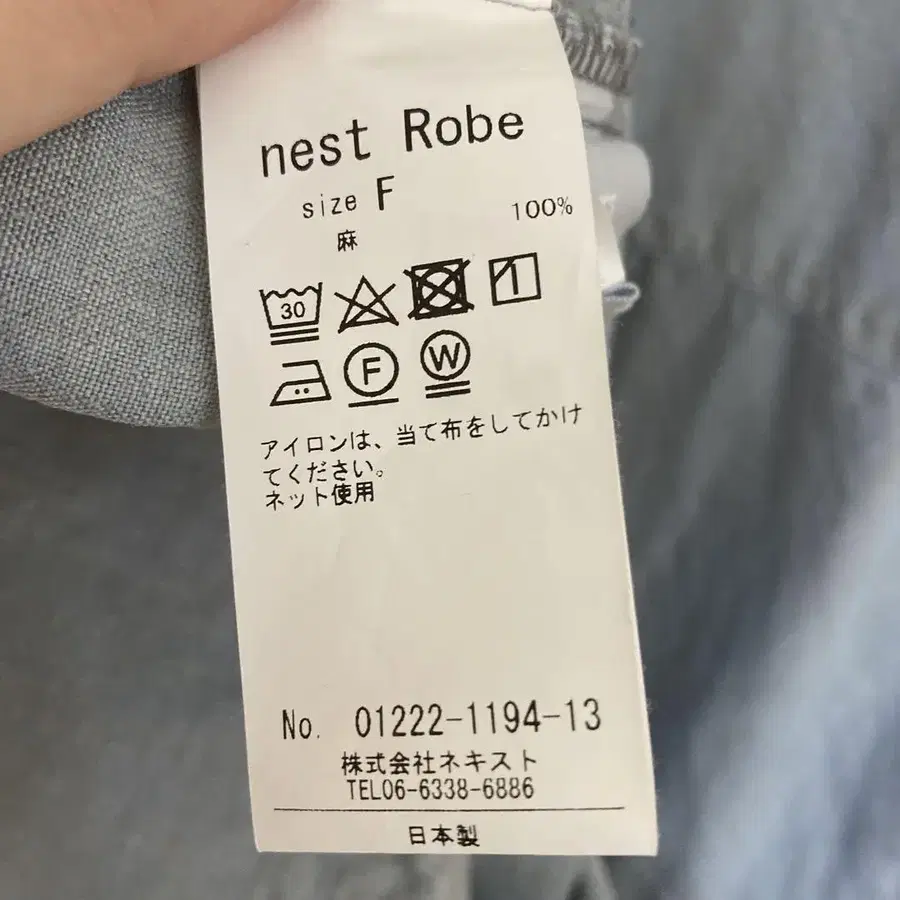 nest Robe
size F
麻 100%
30
F W
アイロンは、当て布をしてかけ
てください。
ネット使用
No. 01222-1194-13
株式会社ネキスト
TEL06-6338-6886
日本製